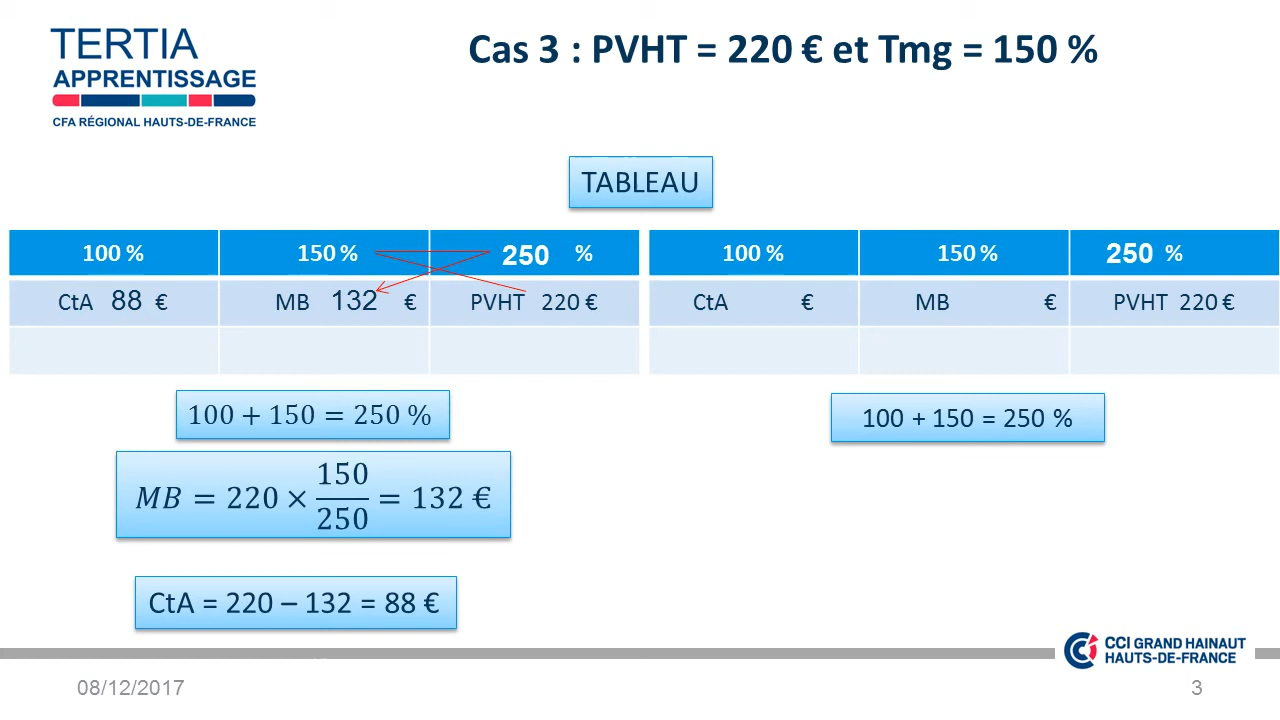 TERTIA
APPRENTISSAGE
CFA RÉGIONAL HAUTS-DE-FRANCE
Cas 3 : PVHT = 220 € et Tmg = 150 %
TABLEAU
100 % 150 % 250 %
CtA 88 € MB 132 € PVHT 220 €
100 % 150 % 250 %
CtA € MB € PVHT 220 €
100 + 150 = 250 %
MB = 220 × 150/250 = 132 €
CtA = 220 – 132 = 88 €
100 + 150 = 250 %
CCI GRAND HAINAUT
HAUTS-DE-FRANCE
08/12/2017
3